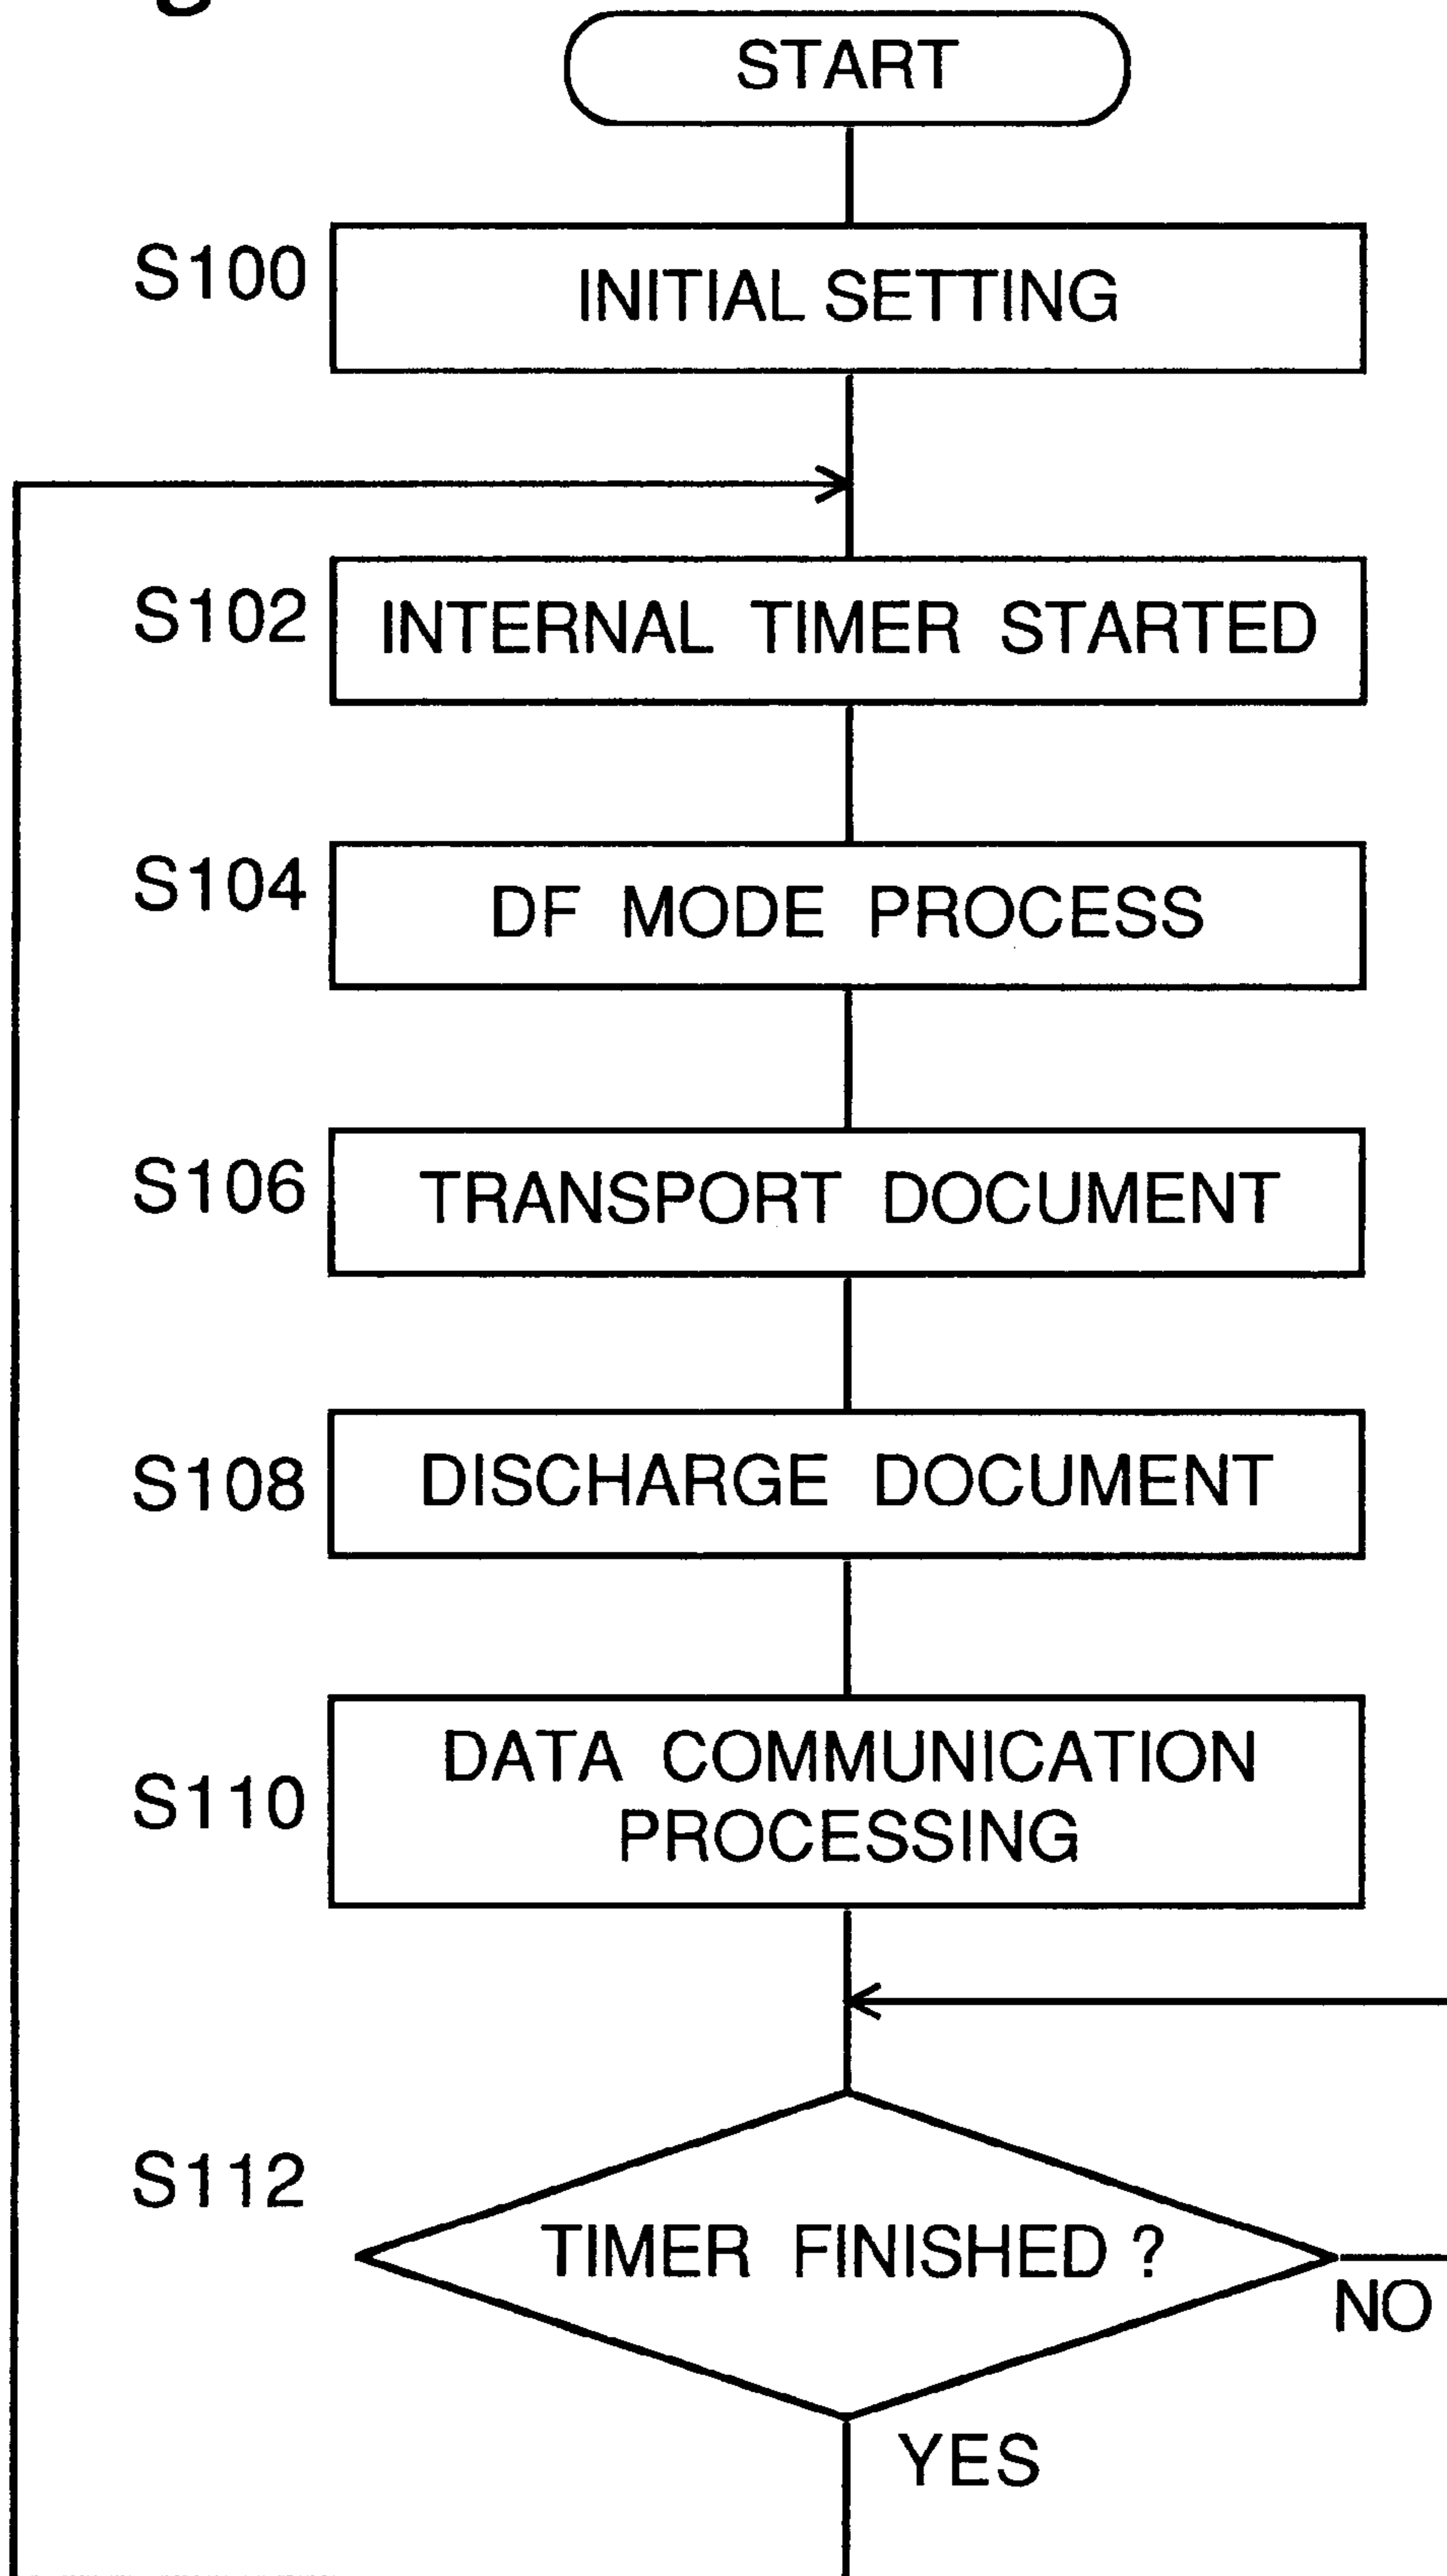 START
S100
INITIAL SETTING
S102
INTERNAL TIMER STARTED
S104
DF MODE PROCESS
S106
TRANSPORT DOCUMENT
S108
DISCHARGE DOCUMENT
S110
DATA COMMUNICATION
PROCESSING
S112
TIMER FINISHED ?
NO
YES